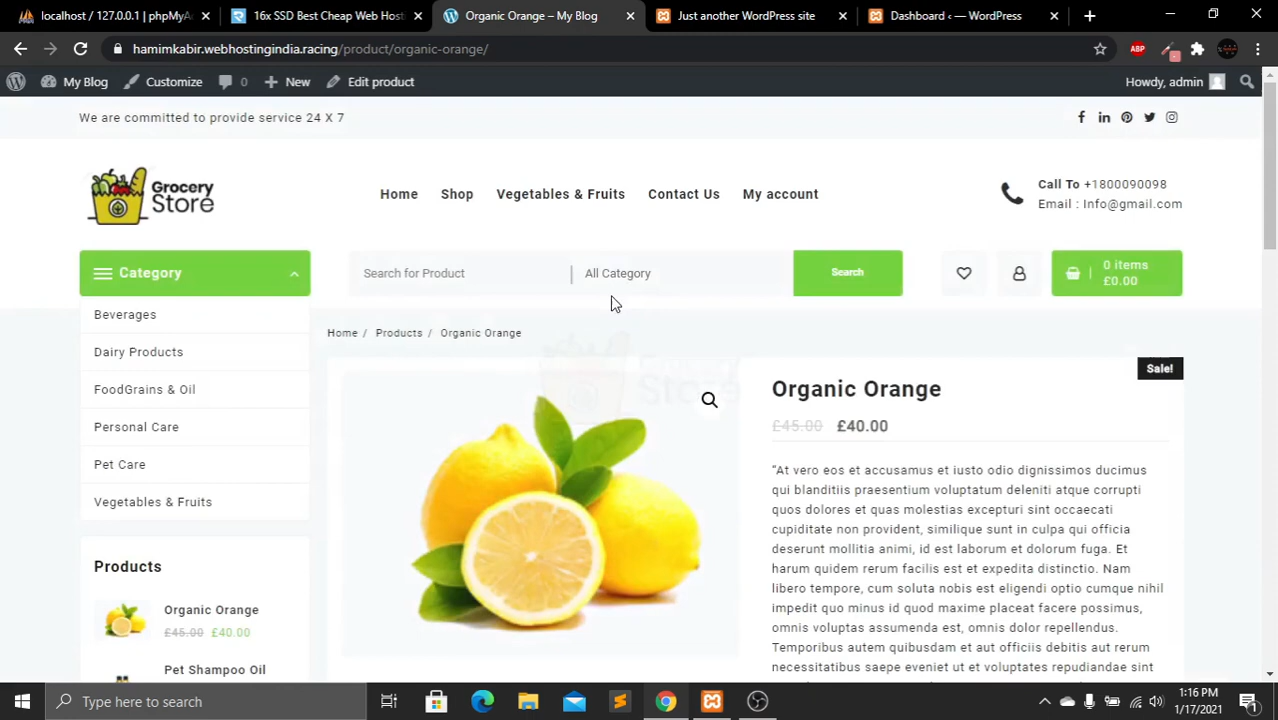 localhost / 127.0.0.1 | phpMyA
16x SSD Best Cheap Web Host
Organic Orange – My Blog
Just another WordPress site
Dashboard ‹ — WordPress
hamimkabir.webhostingindia.racing/product/organic-orange/
ABP
My Blog
Customize
0
New
Edit product
Howdy, admin
We are committed to provide service 24 X 7
Grocery
Store
Home
Shop
Vegetables & Fruits
Contact Us
My account
Call To +1800090098
Email : Info@gmail.com
Category
Search for Product
All Category
Search
0 items
£0.00
Beverages
Dairy Products
FoodGrains & Oil
Personal Care
Pet Care
Vegetables & Fruits
Home / Products / Organic Orange
Sale!
Organic Orange
£45.00 £40.00
"At vero eos et accusamus et iusto odio dignissimos ducimus
qui blanditiis praesentium voluptatum deleniti atque corrupti
quos dolores et quas molestias excepturi sint occaecati
cupiditate non provident, similique sunt in culpa qui officia
deserunt mollitia animi, id est laborum et dolorum fuga. Et
harum quidem rerum facilis est et expedita distinctio. Nam
libero tempore, cum soluta nobis est eligendi optio cumque nihil
impedit quo minus id quod maxime placeat facere possimus,
omnis voluptas assumenda est, omnis dolor repellendus.
Temporibus autem quibusdam et aut officiis debitis aut rerum
necessitatibus saepe eveniet ut et voluptates repudiandae sint
Products
Organic Orange
£45.00 £40.00
Pet Shampoo Oil
Type here to search
1:16 PM
1/17/2021
1